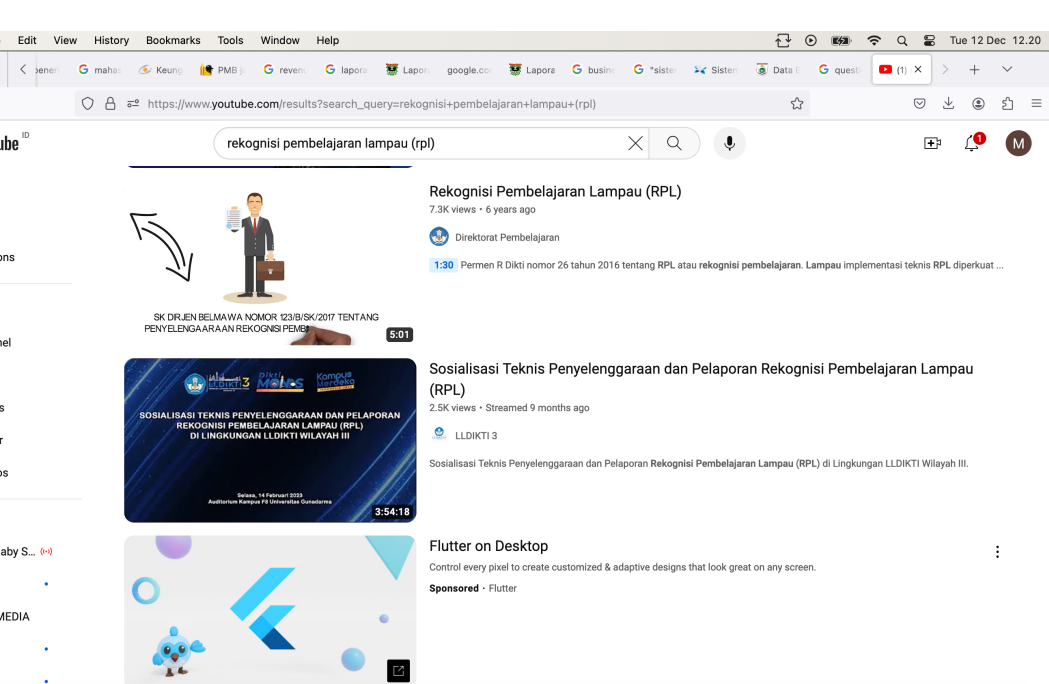 Edit View History Bookmarks Tools Window Help Tue 12 Dec 12.20
mahas Keung PMB j reven lapora Lapor google.co Lapora busin "sister Sistem Data quest (1)
https://www.youtube.com/results?search_query=rekognisi+pembelajaran+lampau+(rpl)
ube ID rekognisi pembelajaran lampau (rpl) 1 M
Rekognisi Pembelajaran Lampau (RPL)
7.3K views • 6 years ago
Direktorat Pembelajaran
1:30 Permen R Dikti nomor 26 tahun 2016 tentang RPL atau rekognisi pembelajaran. Lampau implementasi teknis RPL diperkuat ...
SK DIRJEN BELMAWA NOMOR 123/B/SK/2017 TENTANG
PENYELENGAARAAN REKOGNISI PEMB
5:01
ons
nel
s
r
os
aby S...
MEDIA
LLDIKTI 3 Dikti Kampus Merdeka
SOSIALISASI TEKNIS PENYELENGGARAAN DAN PELAPORAN
REKOGNISI PEMBELAJARAN LAMPAU (RPL)
DI LINGKUNGAN LLDIKTI WILAYAH III
Selasa, 14 Februari 2023
Auditorium Kampus F8 Universitas Gunadarma
3:54:18
Sosialisasi Teknis Penyelenggaraan dan Pelaporan Rekognisi Pembelajaran Lampau
(RPL)
2.5K views • Streamed 9 months ago
LLDIKTI 3
Sosialisasi Teknis Penyelenggaraan dan Pelaporan Rekognisi Pembelajaran Lampau (RPL) di Lingkungan LLDIKTI Wilayah III.
Flutter on Desktop
Control every pixel to create customized & adaptive designs that look great on any screen.
Sponsored • Flutter